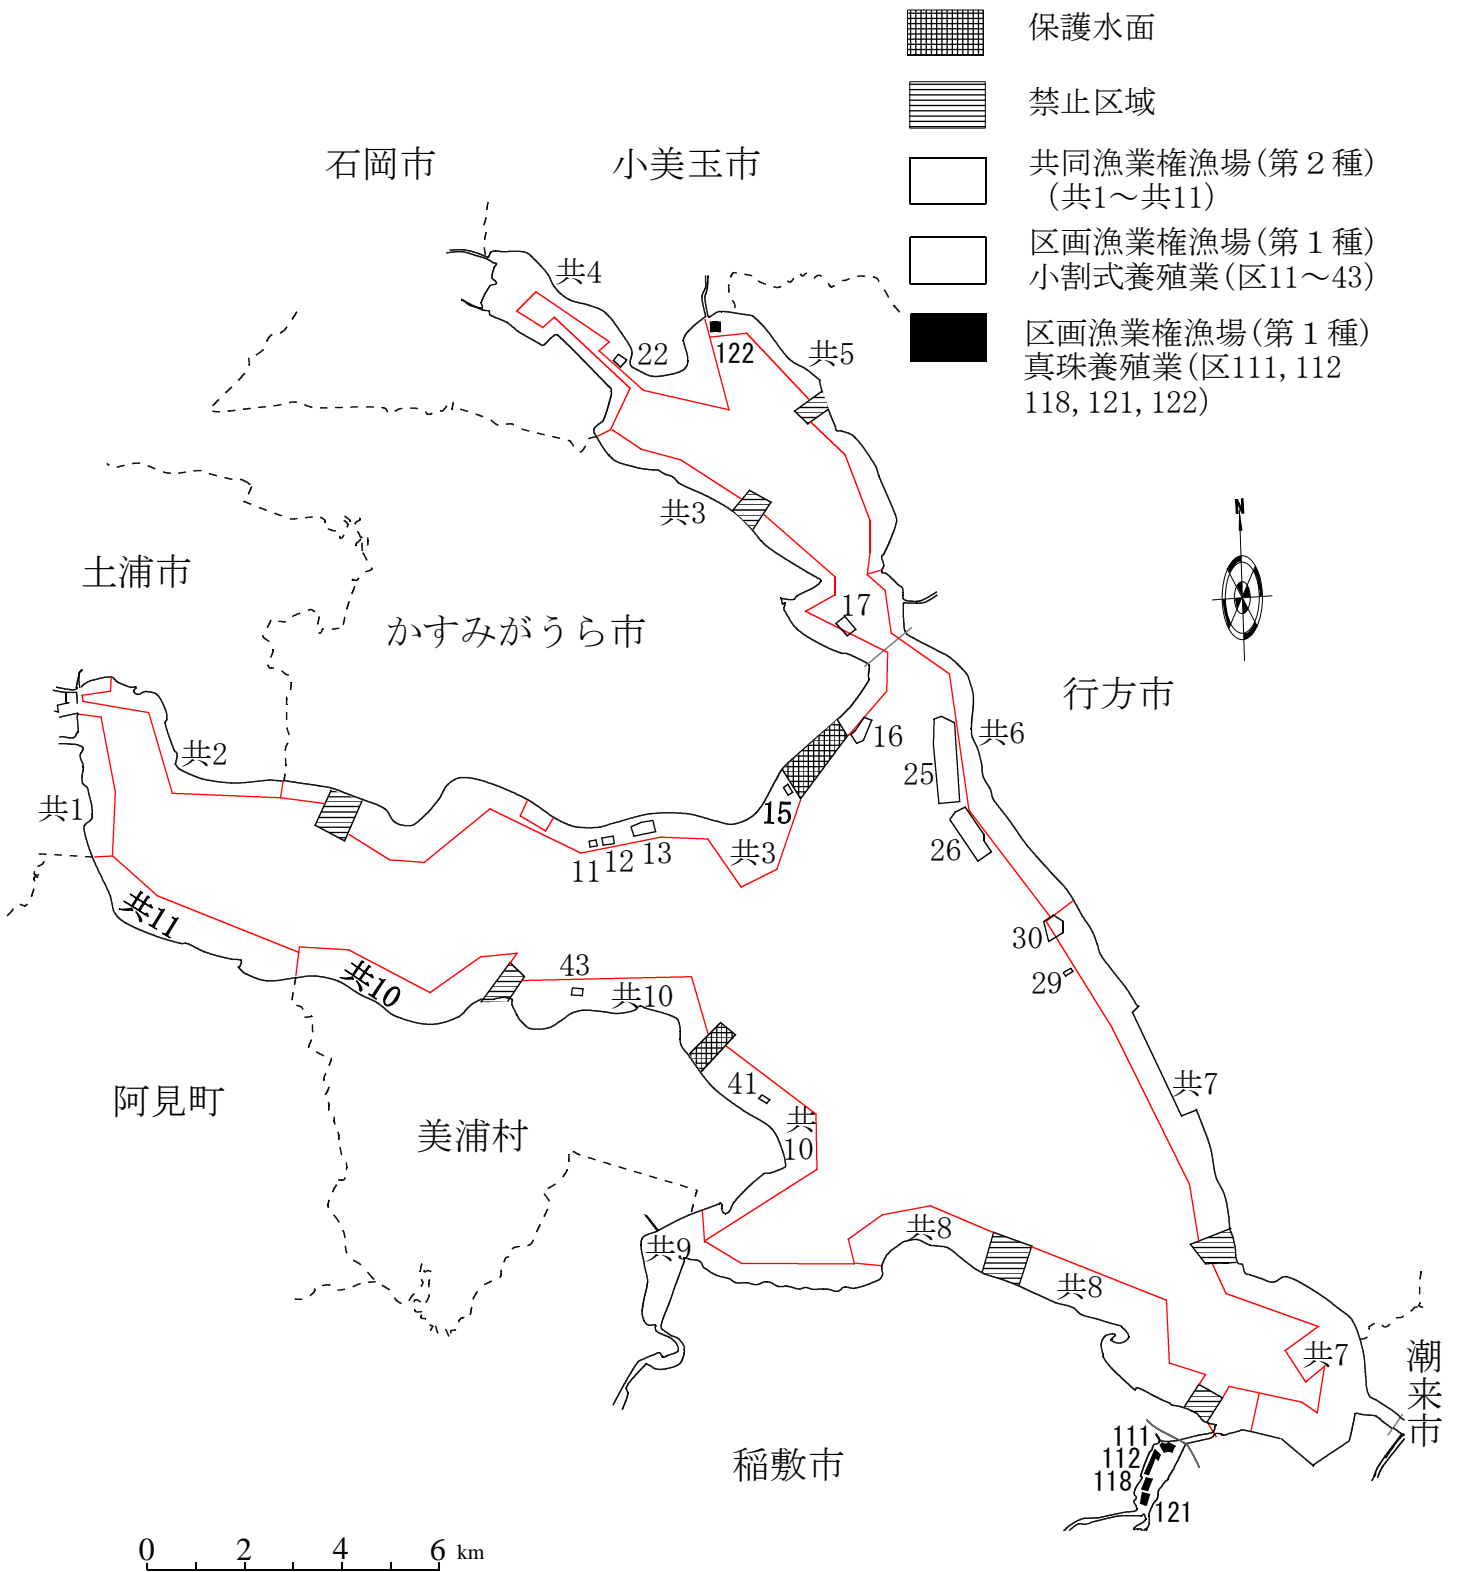 保護水面
禁止区域
共同漁業権漁場(第２種)
(共1～共11)
区画漁業権漁場(第１種)
小割式養殖業(区11～43)
区画漁業権漁場(第１種)
真珠養殖業(区111,112
118,121,122)
石岡市
小美玉市
共4
22
122
共5
共3
N
土浦市
かすみがうら市
17
行方市
共6
16
共2
25
15
共1
26
13
12
11
共3
共11
30
共10
43
29
共10
41
共7
阿見町
美浦村
共
10
共9
共8
共8
共7
潮来市
稲敷市
111
112
118
121
0 2 4 6 km